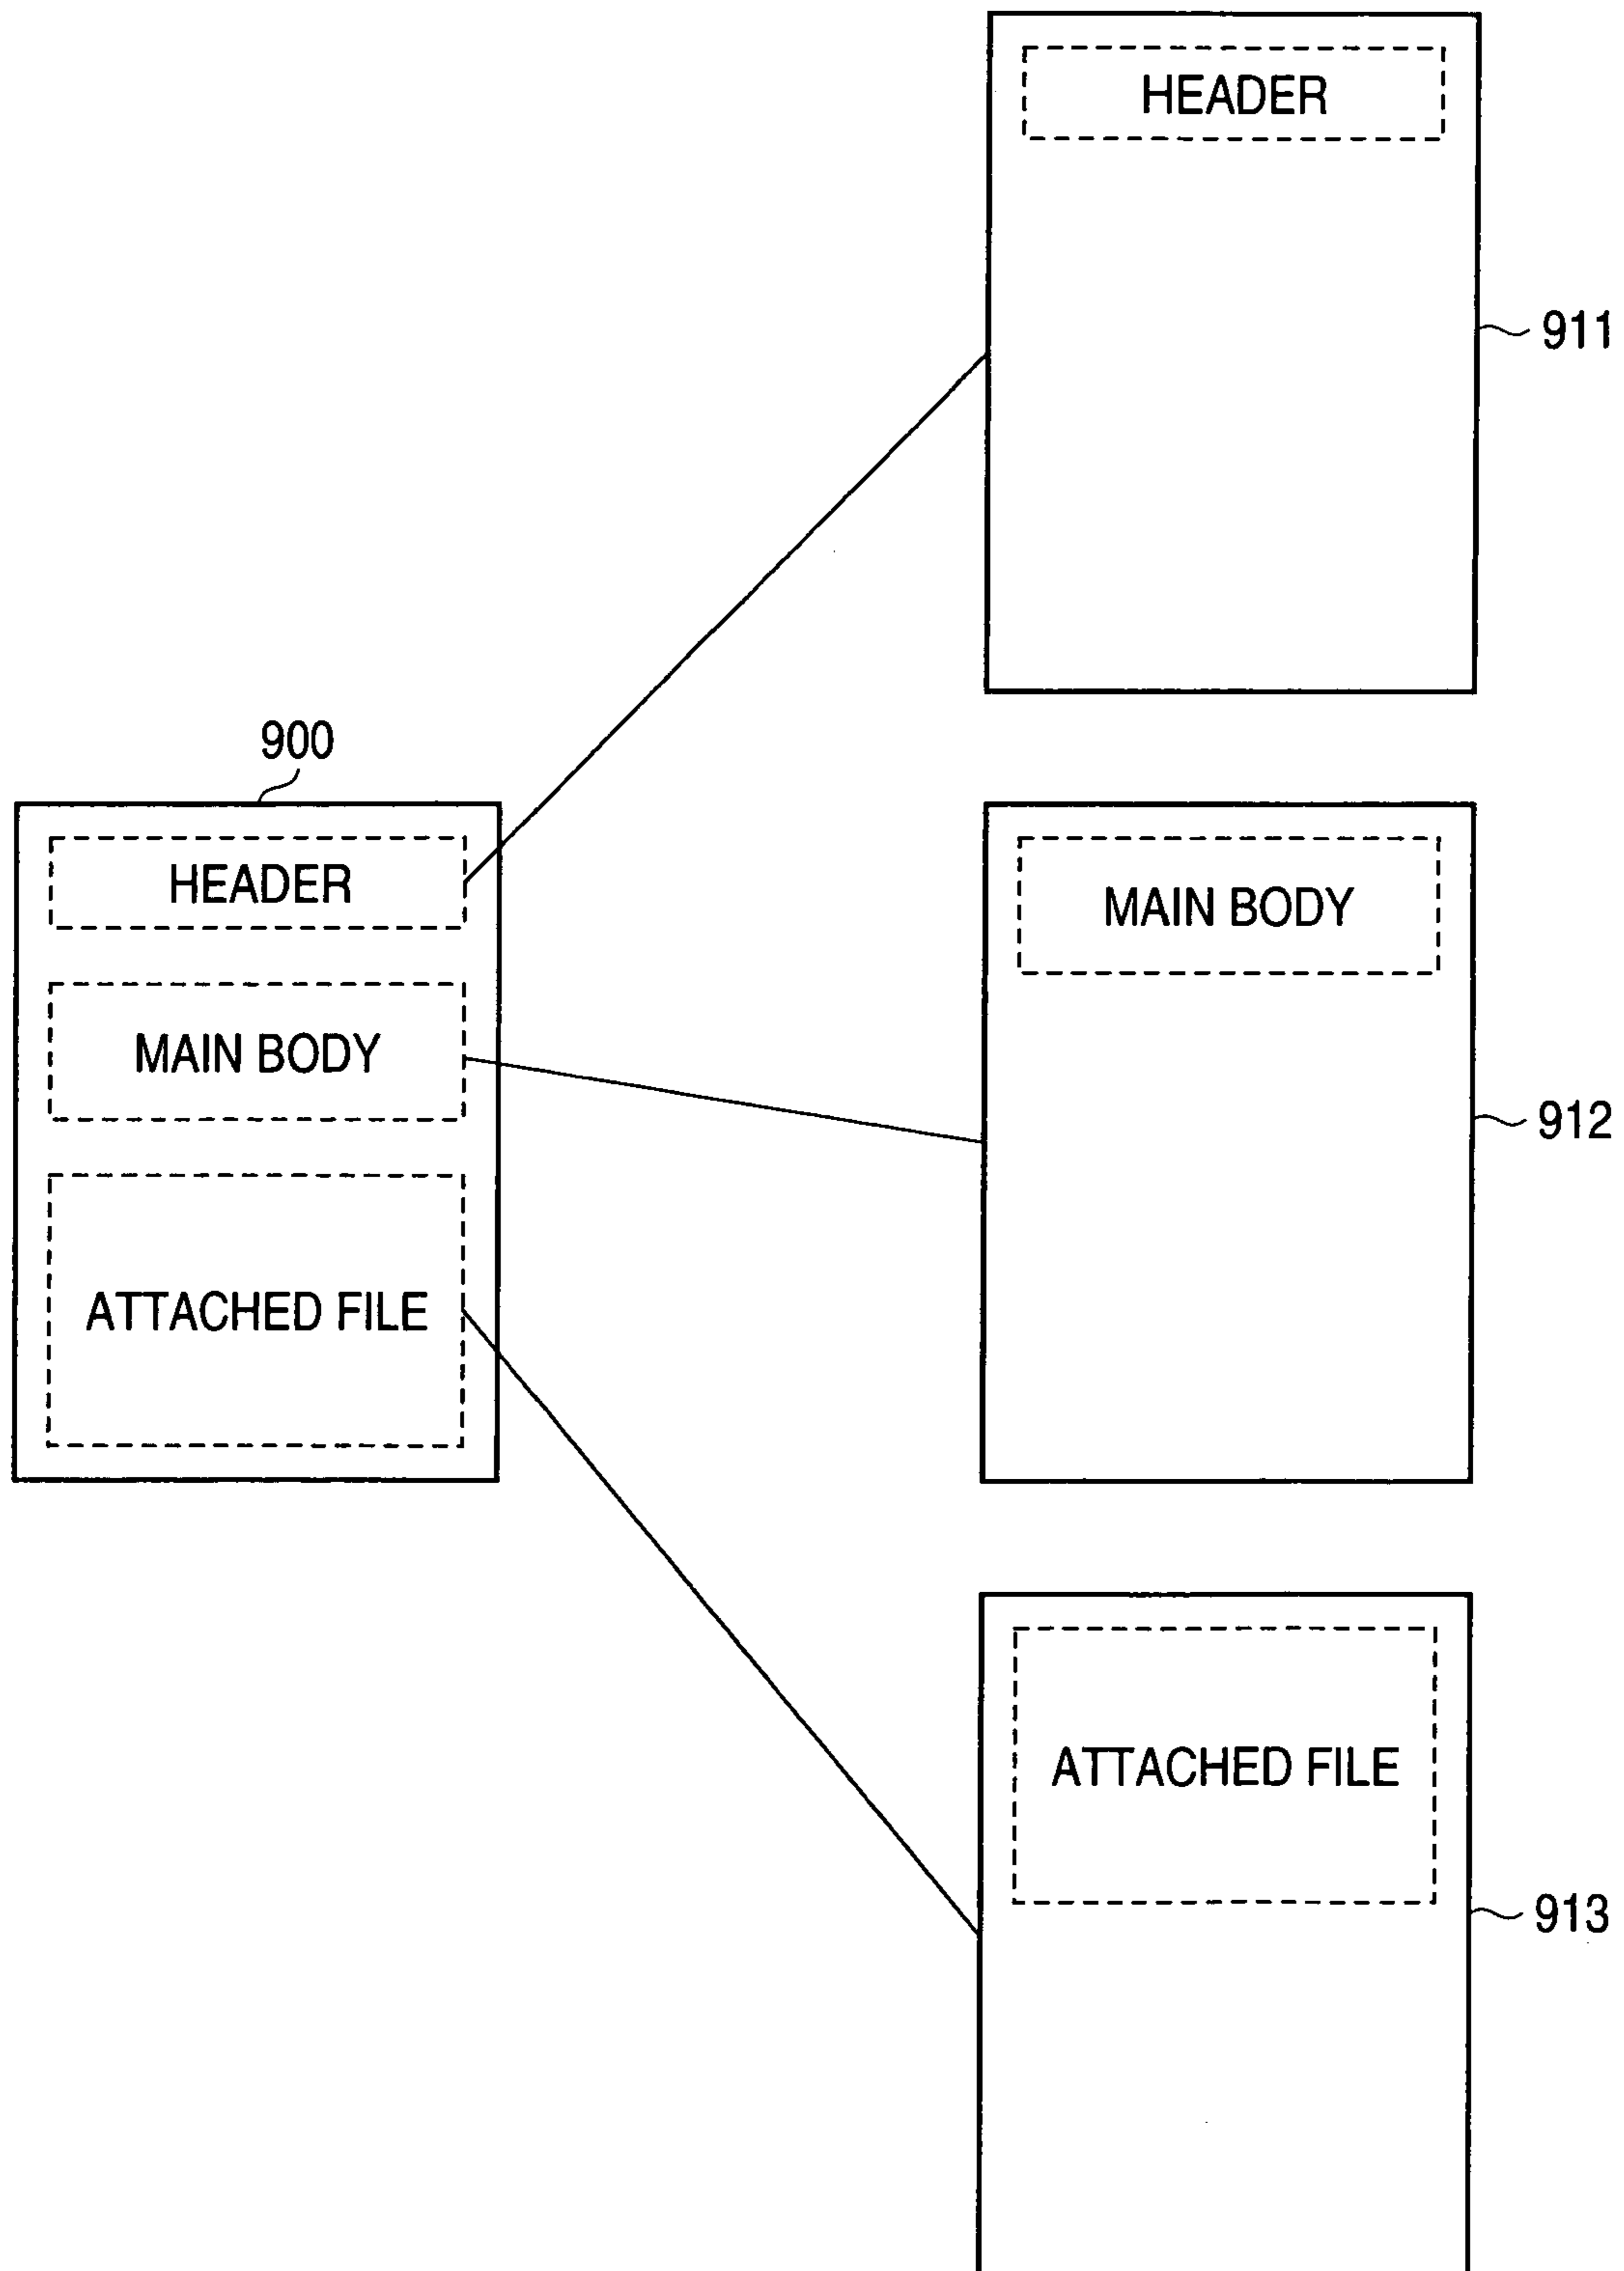 HEADER
911
900
HEADER
MAIN BODY
ATTACHED FILE
MAIN BODY
912
ATTACHED FILE
913